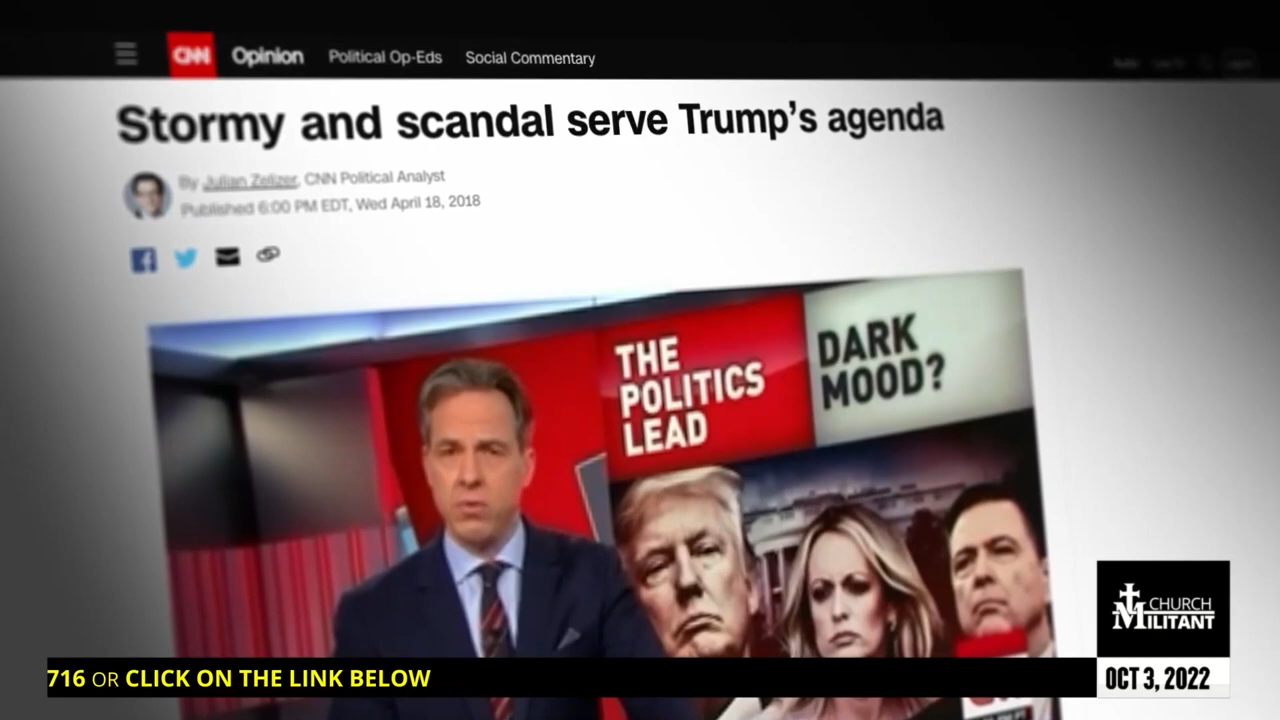 CNN Opinion Political Op-Eds Social Commentary
Stormy and scandal serve Trump's agenda
By Julian Zelizer, CNN Political Analyst
Published 6:00 PM EDT, Wed April 18, 2018
THE
POLITICS
LEAD
DARK
MOOD?
CHURCH
MILITANT
716 OR CLICK ON THE LINK BELOW
OCT 3, 2022